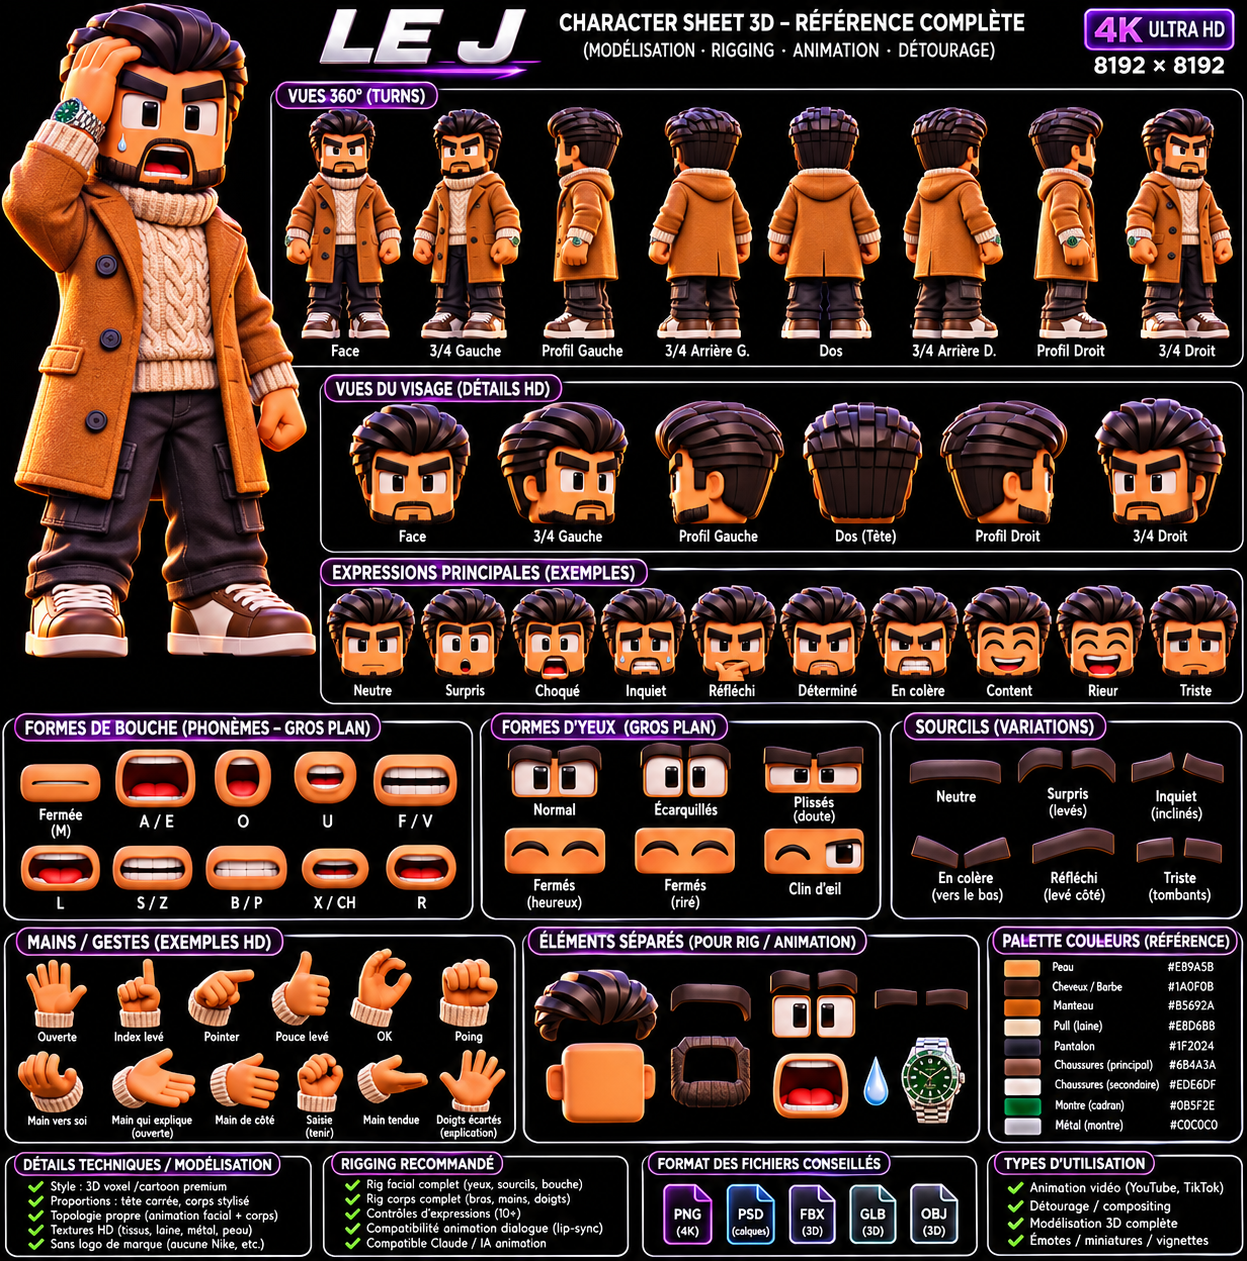 LE J
CHARACTER SHEET 3D – RÉFÉRENCE COMPLÈTE
(MODÉLISATION · RIGGING · ANIMATION · DÉTOURAGE)
4K ULTRA HD
8192 × 8192
VUES 360° (TURNS)
Face
3/4 Gauche
Profil Gauche
3/4 Arrière G.
Dos
3/4 Arrière D.
Profil Droit
3/4 Droit
VUES DU VISAGE (DÉTAILS HD)
Face
3/4 Gauche
Profil Gauche
Dos (Tète)
Profil Droit
3/4 Droit
EXPRESSIONS PRINCIPALES (EXEMPLES)
Neutre
Surpris
Choqué
Inquiet
Réfléchi
Déterminé
En colère
Content
Rieur
Triste
FORMES DE BOUCHE (PHONÈMES – GROS PLAN)
Fermée
(M)
A / E
O
U
F / V
L
S / Z
B / P
X / CH
R
FORMES D'YEUX (GROS PLAN)
Normal
Écarquillés
Plissés
(doute)
Fermés
(heureux)
Fermés
(riré)
Clin d'œil
SOURCILS (VARIATIONS)
Neutre
Surpris
(levés)
Inquiet
(inclinés)
En colère
(vers le bas)
Réfléchi
(levé côté)
Triste
(tombants)
MAINS / GESTES (EXEMPLES HD)
Ouverte
Index levé
Pointer
Pouce levé
OK
Poing
Main vers soi
Main qui explique
(ouverte)
Main de côté
Saisie
(tenir)
Main tendue
Doigts écartés
(explication)
ÉLÉMENTS SÉPARÉS (POUR RIG / ANIMATION)
PALETTE COULEURS (RÉFÉRENCE)
Peau #E89A5B
Cheveux / Barbe #1A0F0B
Manteau #B5692A
Pull (laine) #E8D6B8
Pantalon #1F2024
Chaussures (principal) #6B4A3A
Chaussures (secondaire) #EDE6DF
Montre (cadran) #0B5F2E
Métal (montre) #C0C0C0
DÉTAILS TECHNIQUES / MODÉLISATION
Style : 3D voxel /cartoon premium
Proportions : tête carrée, corps stylisé
Topologie propre (animation facial + corps)
Textures HD (tissus, laine, métal, peau)
Sans logo de marque (aucune Nike, etc.)
RIGGING RECOMMANDÉ
Rig facial complet (yeux, sourcils, bouche)
Rig corps complet (bras, mains, doigts)
Contrôles d'expressions (10+)
Compatibilité animation dialogue (lip-sync)
Compatible Claude / IA animation
FORMAT DES FICHIERS CONSEILLÉS
PNG
(4K)
PSD
(calques)
FBX
(3D)
GLB
(3D)
OBJ
(3D)
TYPES D'UTILISATION
Animation vidéo (YouTube, TikTok)
Détourage / compositing
Modélisation 3D complète
Émotes / miniatures / vignettes